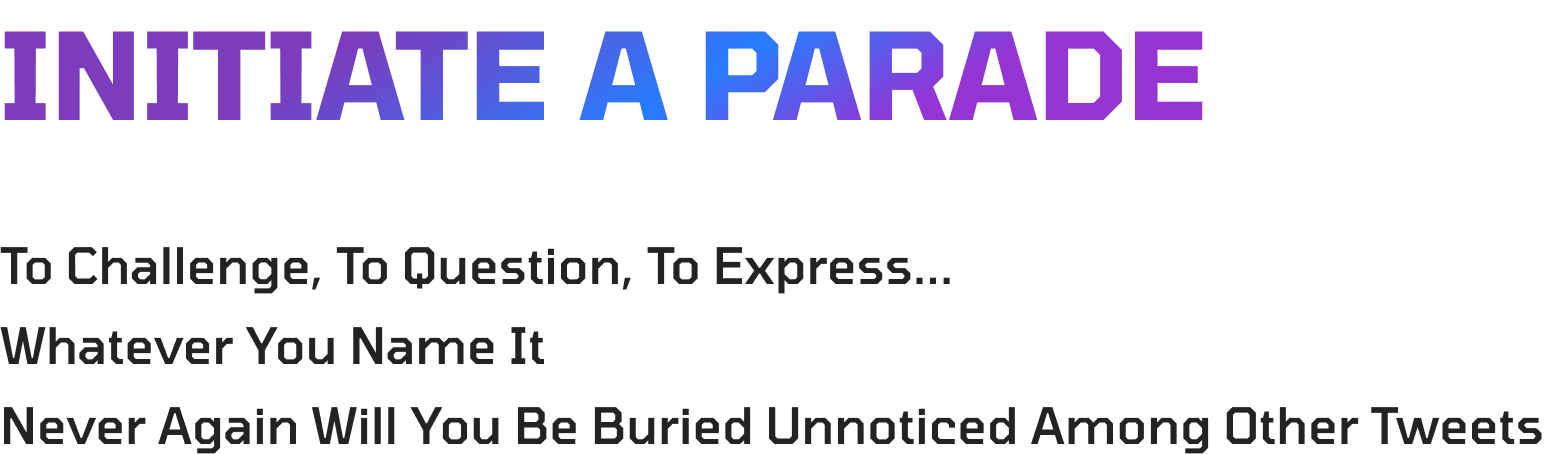 INITIATE A PARADE
To Challenge, To Question, To Express...
Whatever You Name It
Never Again Will You Be Buried Unnoticed Among Other Tweets